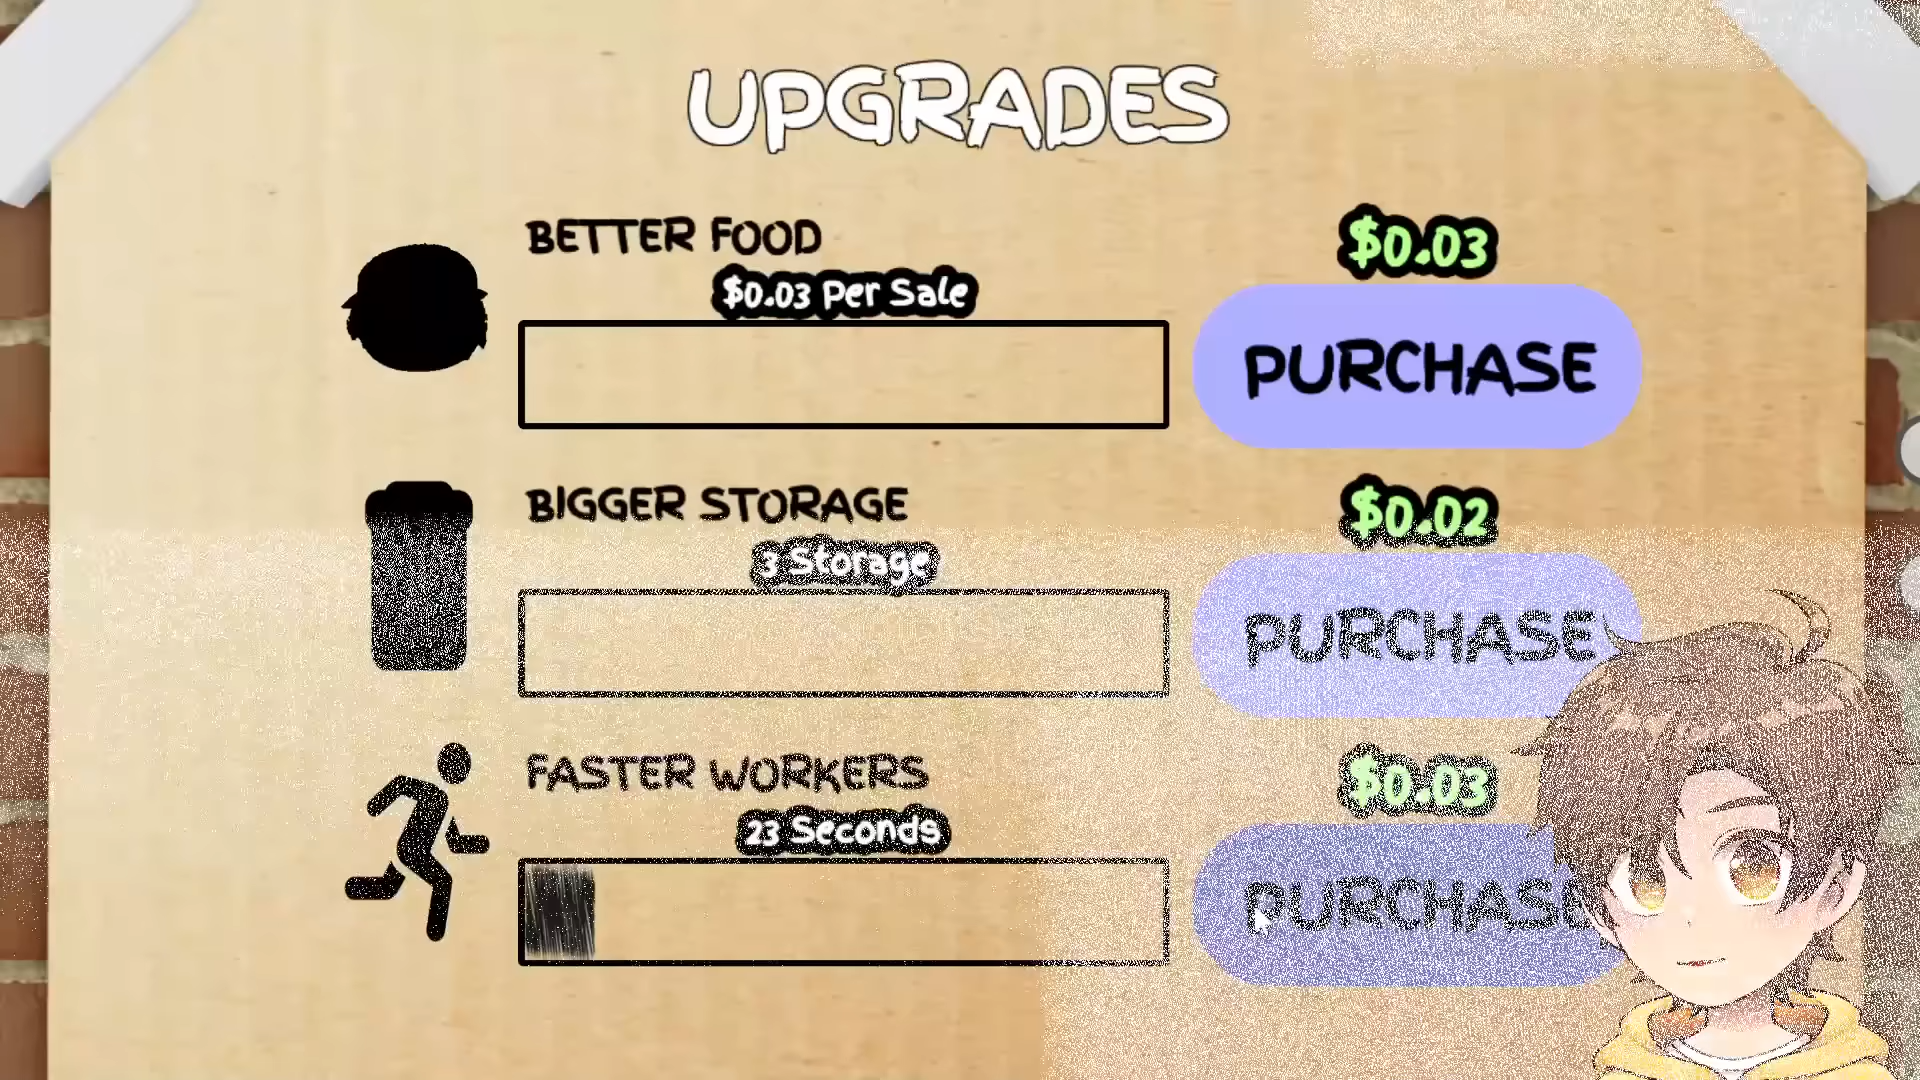 UPGRADES
BETTER FOOD
$0.03 Per Sale
$0.03
PURCHASE
BIGGER STORAGE
3 Storage
$0.02
PURCHASE
FASTER WORKERS
23 Seconds
$0.03
PURCHASE